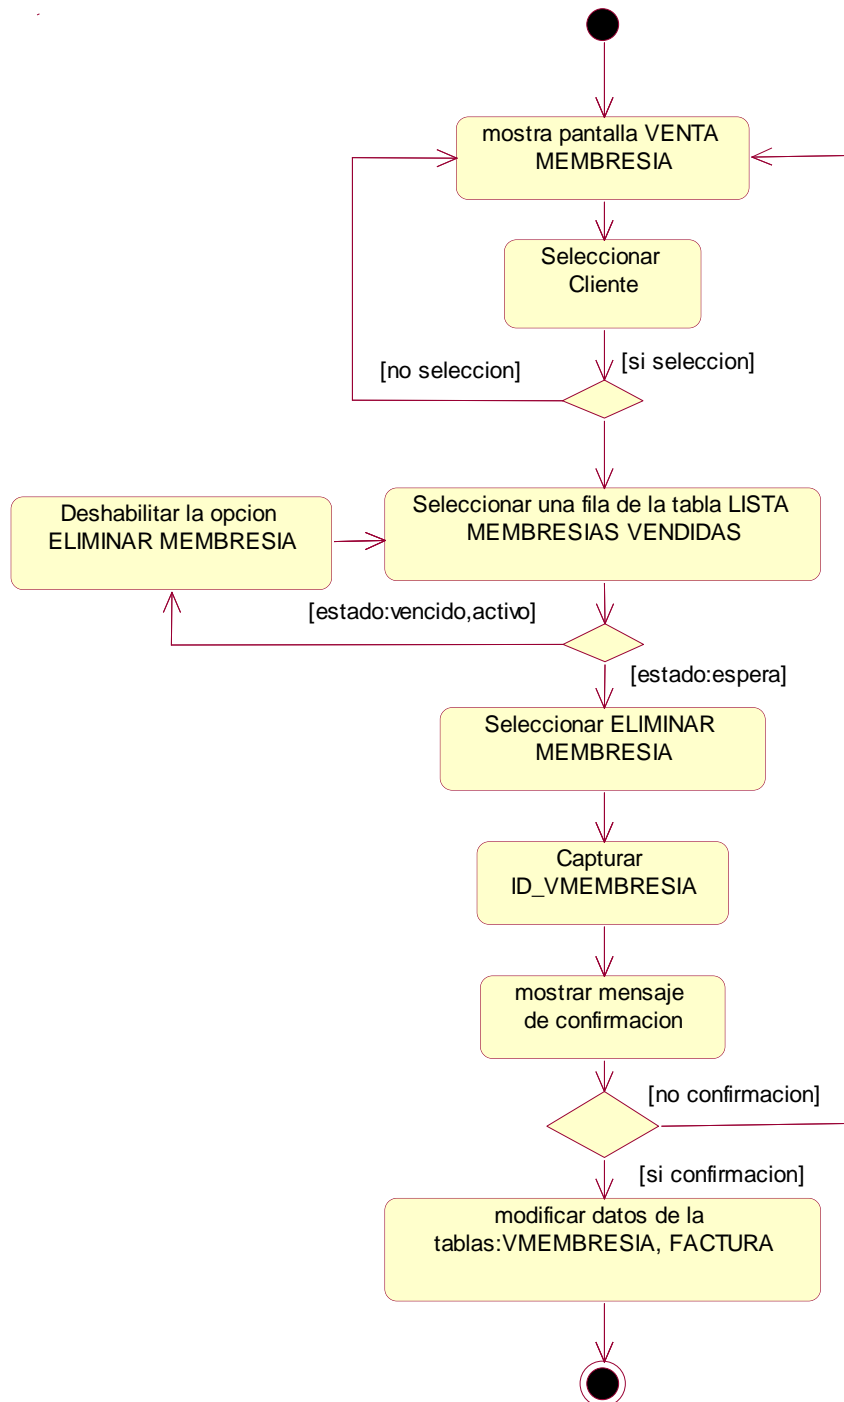 mostra pantalla VENTA
MEMBRESIA
Seleccionar
Cliente
[no seleccion]
[si seleccion]
Deshabilitar la opcion
ELIMINAR MEMBRESIA
Seleccionar una fila de la tabla LISTA
MEMBRESIAS VENDIDAS
[estado:vencido,activo]
[estado:espera]
Seleccionar ELIMINAR
MEMBRESIA
Capturar
ID_VMEMBRESIA
mostrar mensaje
de confirmacion
[no confirmacion]
[si confirmacion]
modificar datos de la
tablas:VMEMBRESIA, FACTURA